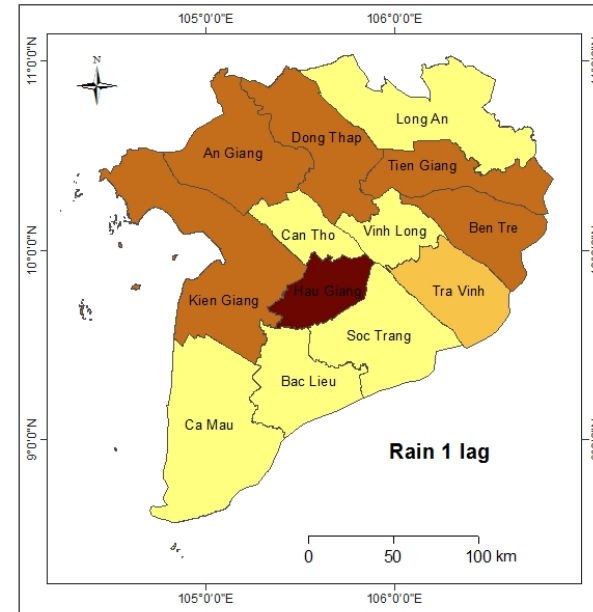 105°0'0"E 106°0'0"E
11°0'0"N
N
Long An
Dong Thap
An Giang
Tien Giang
Ben Tre
Can Tho
Vinh Long
10°0'0"N
Hau Giang
Tra Vinh
Kien Giang
Soc Trang
Bac Lieu
Ca Mau
9°0'0"N
Rain 1 lag
0 50 100 km
105°0'0"E 106°0'0"E